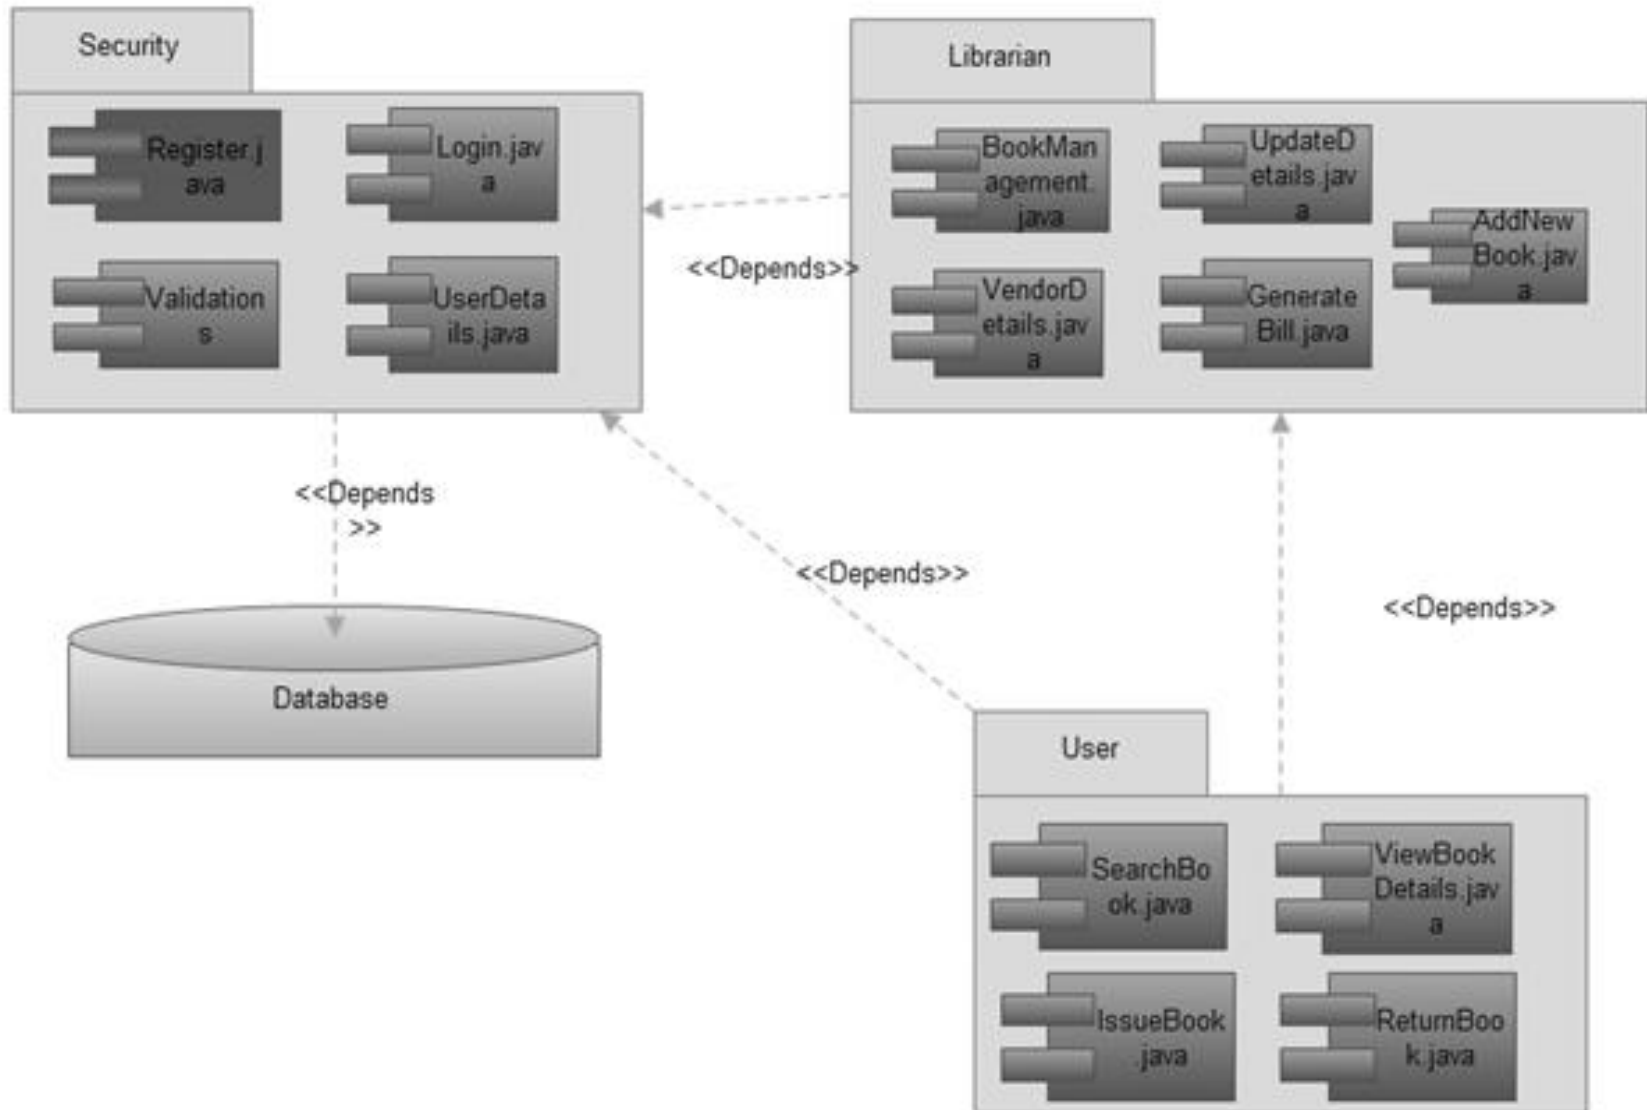 Security
Register.j
ava
Login.jav
a
Validation
s
UserDeta
ils.java
Librarian
BookMan
agement.
java
UpdateD
etails.jav
a
AddNew
Book.jav
a
VendorD
etails.jav
a
Generate
Bill.java
<<Depends>>
<<Depends
>>
<<Depends>>
<<Depends>>
Database
User
SearchBo
ok.java
ViewBook
Details.jav
a
IssueBook
.java
ReturnBoo
k.java